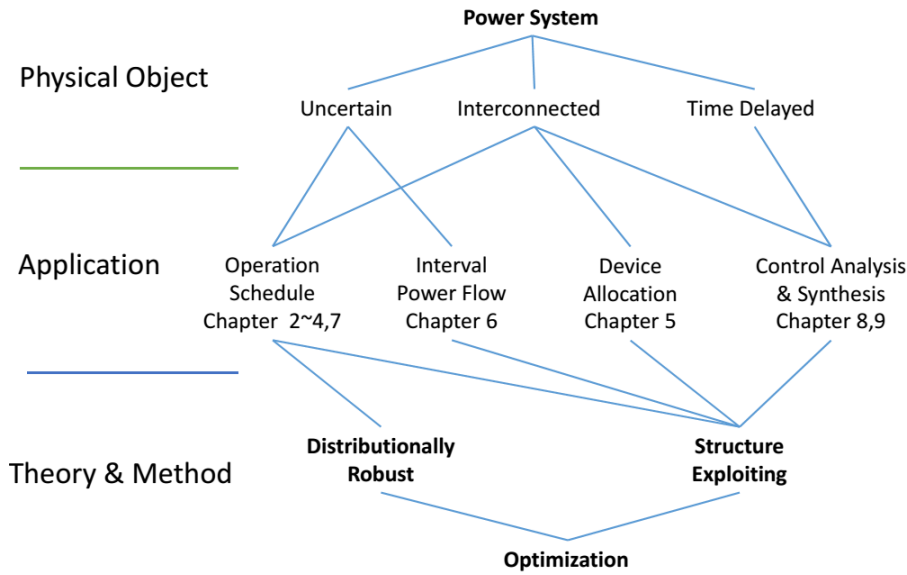 Power System
Physical Object
Uncertain
Interconnected
Time Delayed
Application
Operation
Schedule
Chapter 2~4,7
Interval
Power Flow
Chapter 6
Device
Allocation
Chapter 5
Control Analysis
& Synthesis
Chapter 8,9
Theory & Method
Distributionally
Robust
Structure
Exploiting
Optimization